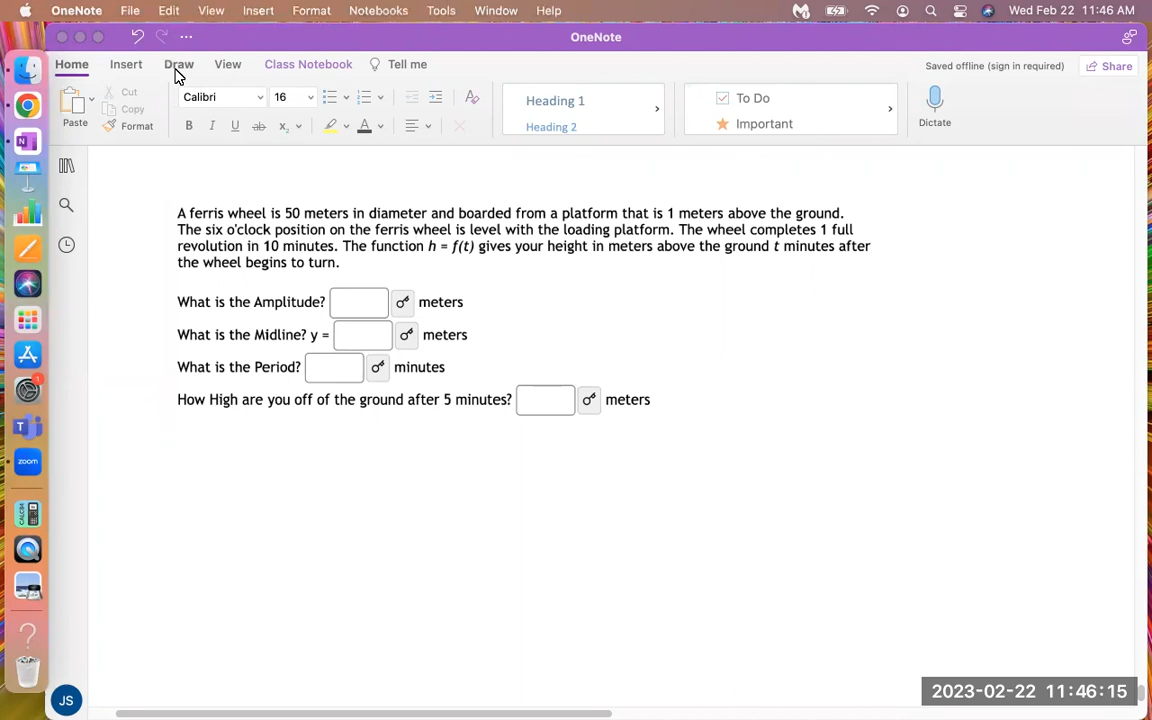 OneNote File Edit View Insert Format Notebooks Tools Window Help Wed Feb 22 11:46 AM
OneNote
Home Insert Draw View Class Notebook Tell me Saved offline (sign in required) Share
Paste Cut Copy Format
Calibri 16
B I U ab x₂ A
Heading 1
Heading 2
To Do
Important
Dictate
A ferris wheel is 50 meters in diameter and boarded from a platform that is 1 meters above the ground.
The six o'clock position on the ferris wheel is level with the loading platform. The wheel completes 1 full
revolution in 10 minutes. The function h = f(t) gives your height in meters above the ground t minutes after
the wheel begins to turn.
What is the Amplitude? meters
What is the Midline? y = meters
What is the Period? minutes
How High are you off of the ground after 5 minutes? meters
1
zoom
CALC84
JS
2023-02-22 11:46:15